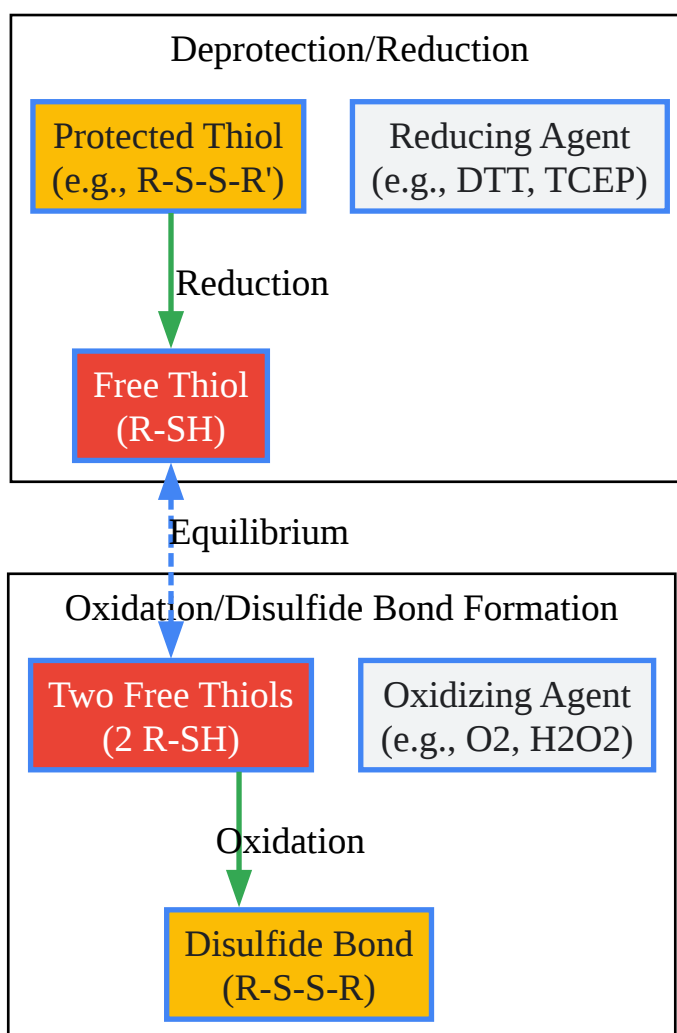 Deprotection/Reduction
Protected Thiol
(e.g., R-S-S-R')
Reducing Agent
(e.g., DTT, TCEP)
Reduction
Free Thiol
(R-SH)
Equilibrium
Oxidation/Disulfide Bond Formation
Two Free Thiols
(2 R-SH)
Oxidizing Agent
(e.g., O2, H2O2)
Oxidation
Disulfide Bond
(R-S-S-R)